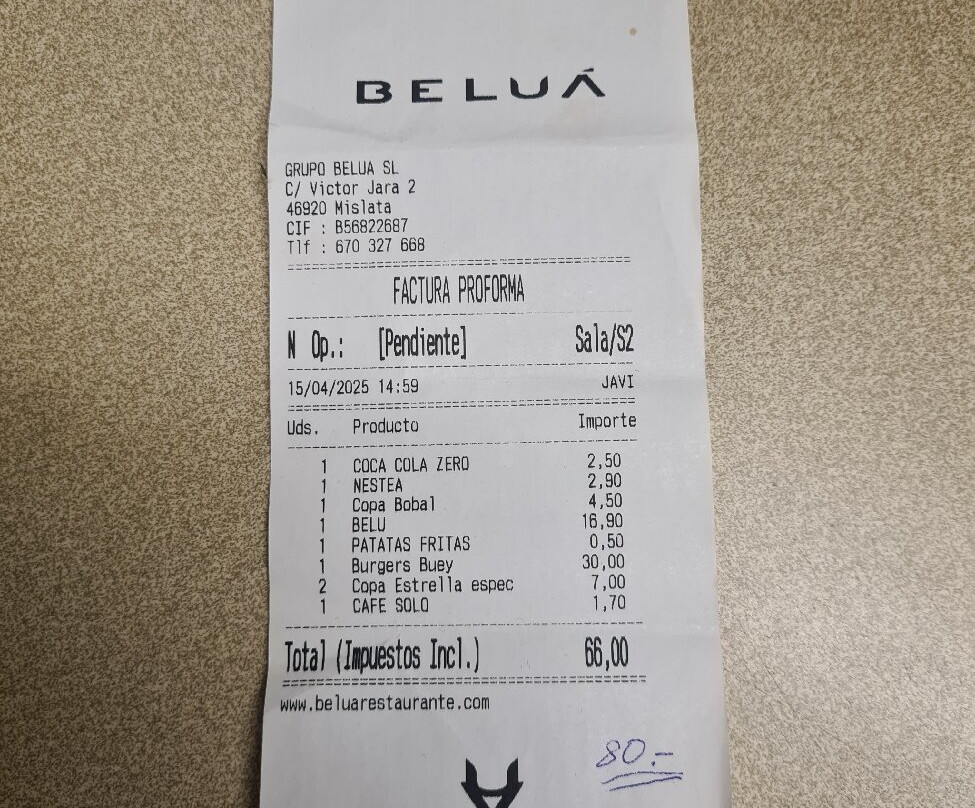 BELUÁ
GRUPO BELUA SL
C/ Victor Jara 2
46920 Mislata
CIF : B56822687
Tlf : 670 327 668
FACTURA PROFORMA
N Op.: [Pendiente] Sala/S2
15/04/2025 14:59 JAVI
Uds. Producto Importe
1 COCA COLA ZERO 2,50
1 NESTEA 2,90
1 Copa Bobal 4,50
1 BELU 16,90
1 PATATAS FRITAS 0,50
1 Burgers Buey 30,00
2 Copa Estrella espec 7,00
1 CAFE SOLO 1,70
Total (Impuestos Incl.) 66,00
www.beluarestaurante.com
80.-